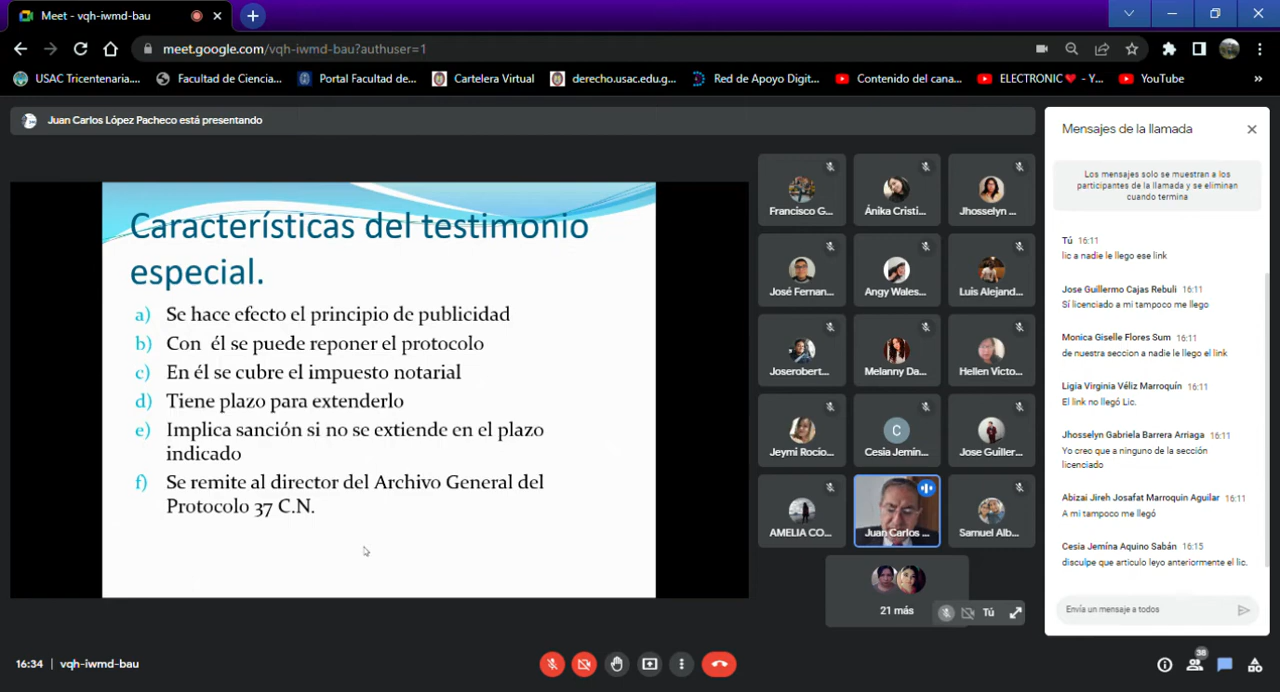 Meet - vqh-iwmd-bau
meet.google.com/vqh-iwmd-bau?authuser=1
USAC Tricentenaria....
Facultad de Ciencia...
Portal Facultad de...
Cartelera Virtual
derecho.usac.edu.g...
Red de Apoyo Digit...
Contenido del cana...
ELECTRONIC❤ - Y...
YouTube
»
Juan Carlos López Pacheco está presentando
Características del testimonio
especial.
a) Se hace efecto el principio de publicidad
b) Con él se puede reponer el protocolo
c) En él se cubre el impuesto notarial
d) Tiene plazo para extenderlo
e) Implica sanción si no se extiende en el plazo
indicado
f) Se remite al director del Archivo General del
Protocolo 37 C.N.
Francisco G...
Ánika Cristi...
Jhosselyn ...
José Fernan...
Angy Wales...
Luis Alejand...
Joserobert...
Melanny Da...
Hellen Victo...
Jeymi Rocío...
C
Cesia Jemín...
Jose Guiller...
AMELIA CO...
Juan Carlos ...
Samuel Alb...
21 más
Tú
Mensajes de la llamada
Los mensajes solo se muestran a los
participantes de la llamada y se eliminan
cuando termina
Tú 16:11
lic a nadie le llego ese link
Jose Guillermo Cajas Rebuli 16:11
Sí licenciado a mi tampoco me llego
Monica Giselle Flores Sum 16:11
de nuestra seccion a nadie le llego el link
Ligia Virginia Véliz Marroquín 16:11
El link no llegó Lic.
Jhosselyn Gabriela Barrera Arriaga 16:11
Yo creo que a ninguno de la sección
licenciado
Abizai Jireh Josafat Marroquin Aguilar 16:11
A mi tampoco me llegó
Cesia Jemína Aquino Sabán 16:15
disculpe que articulo leyo anteriormente el lic.
Envía un mensaje a todos
16:34 | vqh-iwmd-bau
38